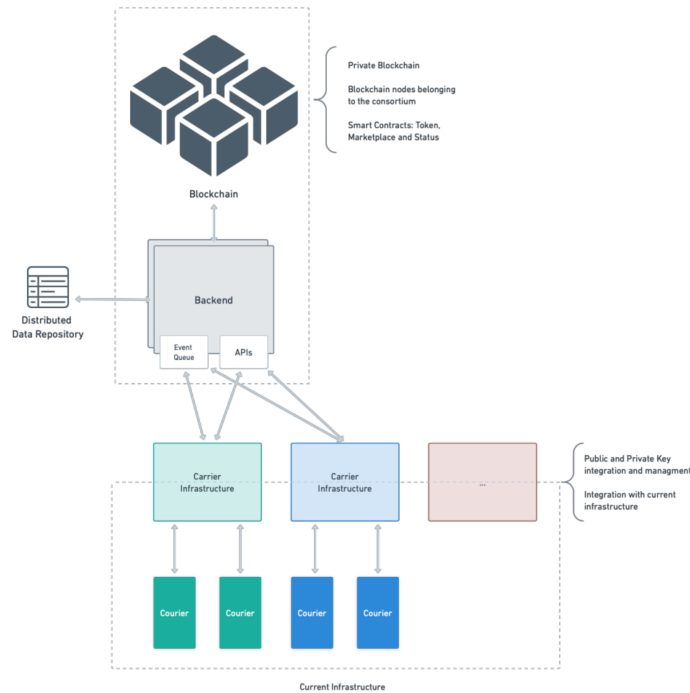 Private Blockchain
Blockchain nodes belonging
to the consortium
Smart Contracts: Token,
Marketplace and Status
Blockchain
Backend
Distributed
Data Repository
Event
Queue
APIs
Carrier
Infrastructure
Carrier
Infrastructure
...
Public and Private Key
integration and managment
Integration with current
infrastructure
Courier
Courier
Courier
Courier
Current Infrastructure